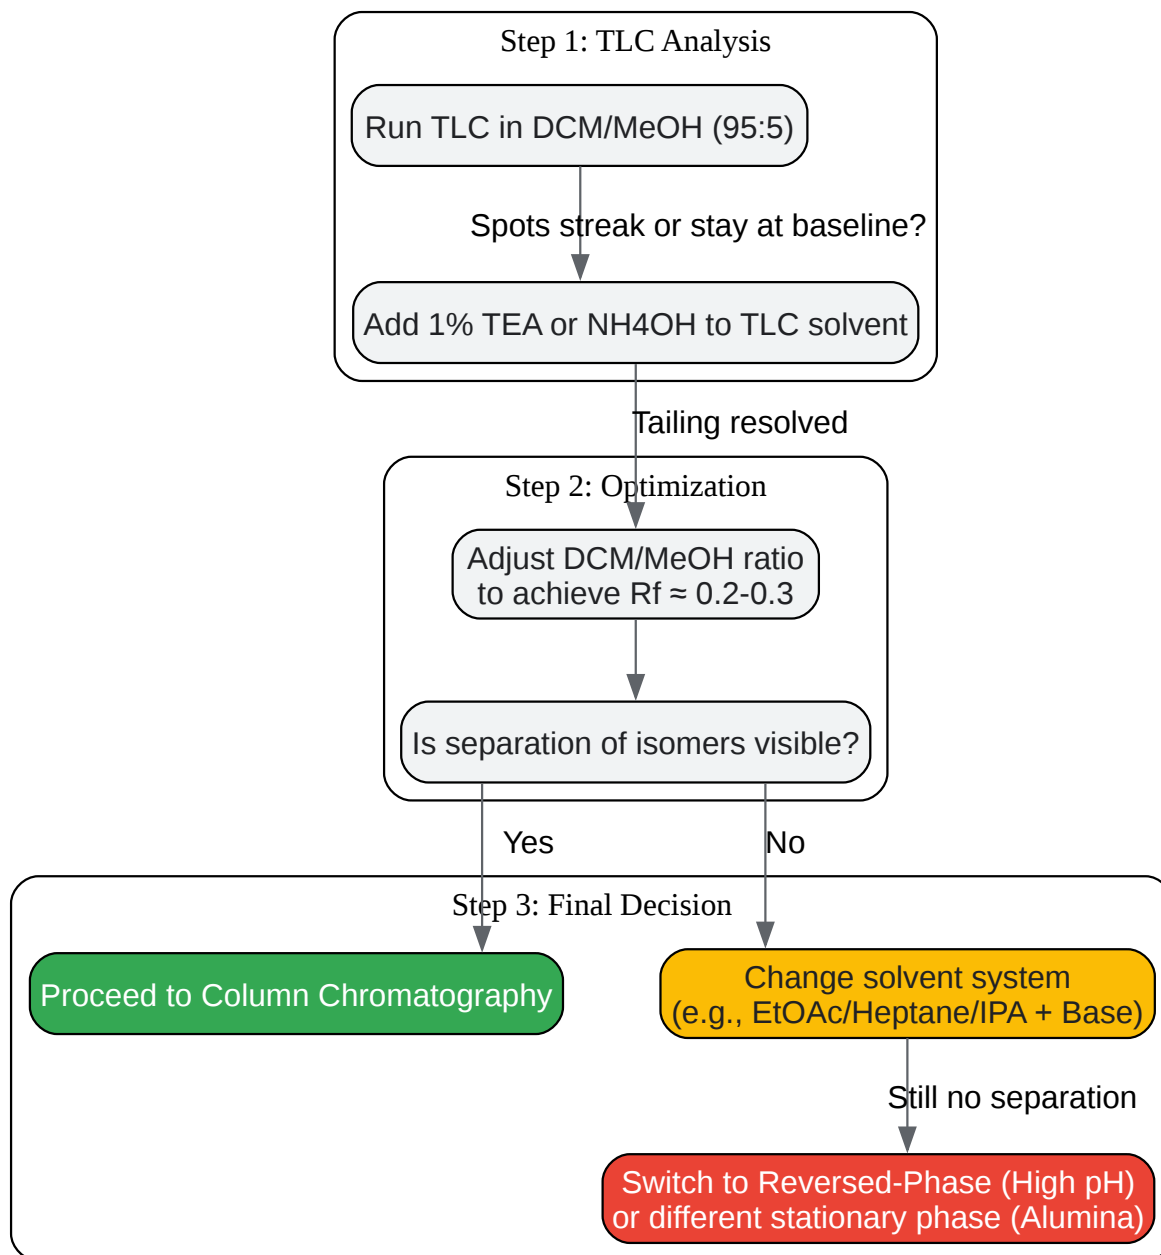 Step 1: TLC Analysis
Run TLC in DCM/MeOH (95:5)
Spots streak or stay at baseline?
Add 1% TEA or NH4OH to TLC solvent
Tailing resolved
Step 2: Optimization
Adjust DCM/MeOH ratio
to achieve Rf ≈ 0.2-0.3
Is separation of isomers visible?
Yes
No
Step 3: Final Decision
Proceed to Column Chromatography
Change solvent system
(e.g., EtOAc/Heptane/IPA + Base)
Still no separation
Switch to Reversed-Phase (High pH)
or different stationary phase (Alumina)